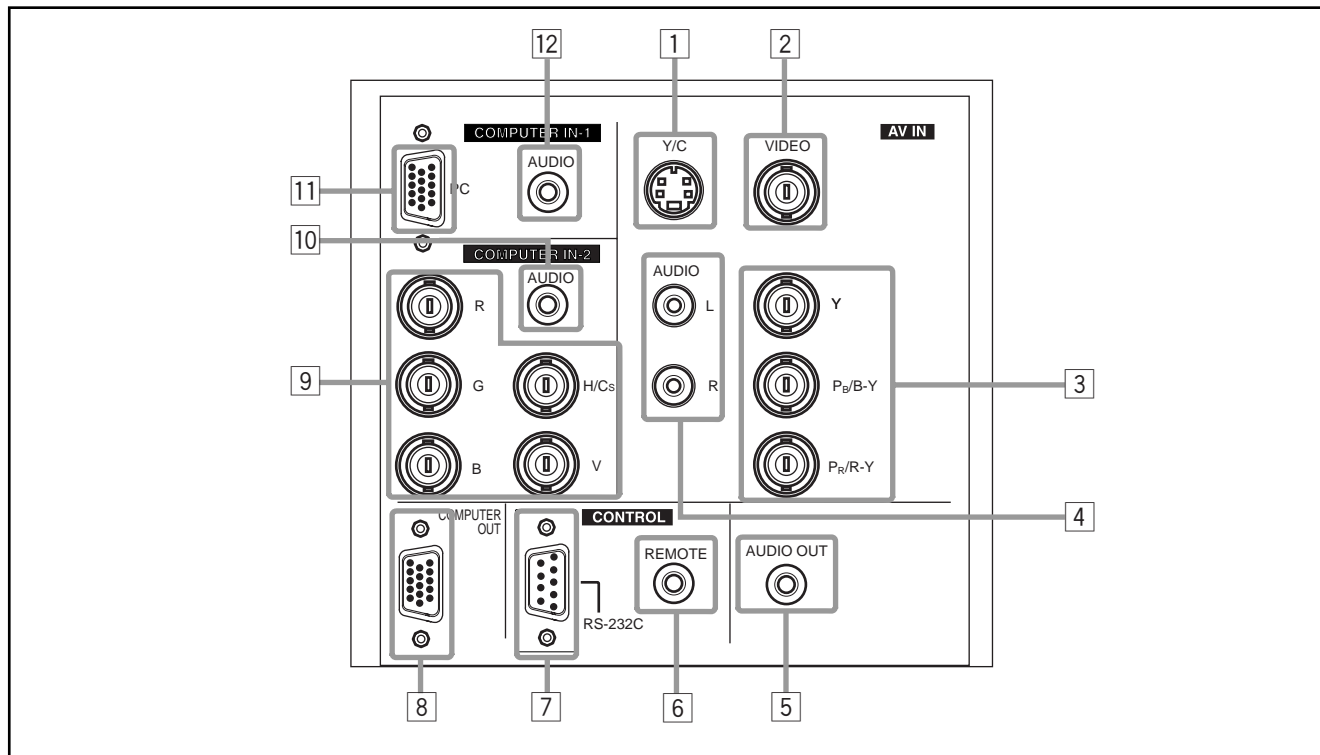 12
1
2
COMPUTER IN-1
AV IN
AUDIO
Y/C
VIDEO
11
PC
10
COMPUTER IN-2
AUDIO
AUDIO
R
L
Y
9
G
H/Cs
R
PB/B-Y
3
B
V
PR/R-Y
4
COMPUTER
OUT
CONTROL
REMOTE
AUDIO OUT
RS-232C
8
7
6
5